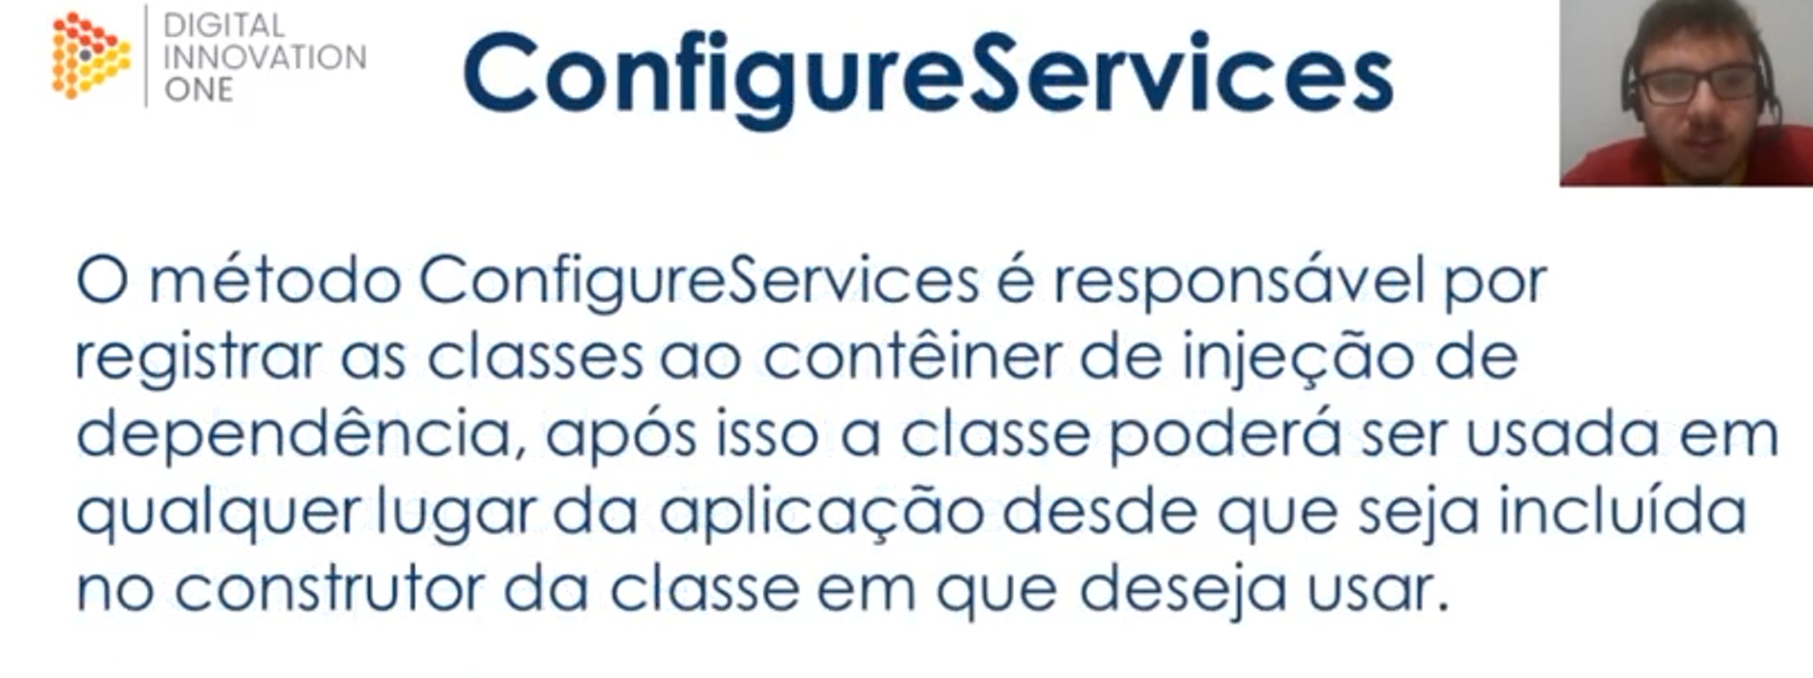 DIGITAL
INNOVATION
ONE
ConfigureServices
O método ConfigureServices é responsável por
registrar as classes ao contêiner de injeção de
dependência, após isso a classe poderá ser usada em
qualquer lugar da aplicação desde que seja incluída
no construtor da classe em que deseja usar.